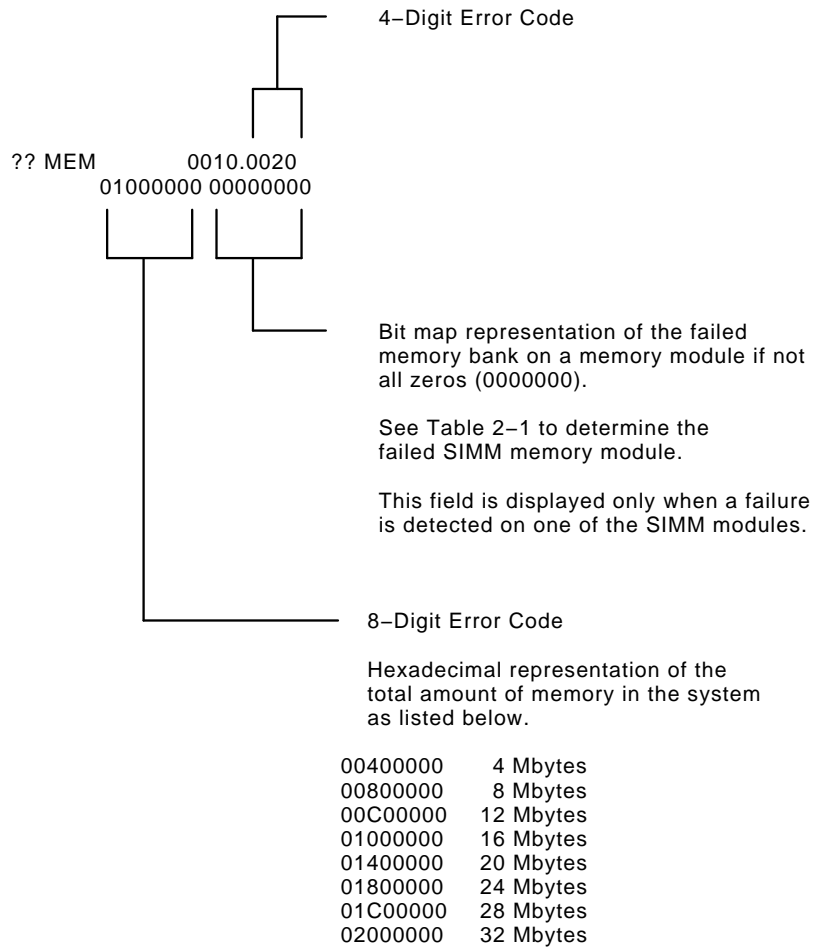 4–Digit Error Code
?? MEM 0010.0020
01000000 00000000
Bit map representation of the failed
memory bank on a memory module if not
all zeros (0000000).
See Table 2–1 to determine the
failed SIMM memory module.
This field is displayed only when a failure
is detected on one of the SIMM modules.
8–Digit Error Code
Hexadecimal representation of the
total amount of memory in the system
as listed below.
00400000 4 Mbytes
00800000 8 Mbytes
00C00000 12 Mbytes
01000000 16 Mbytes
01400000 20 Mbytes
01800000 24 Mbytes
01C00000 28 Mbytes
02000000 32 Mbytes